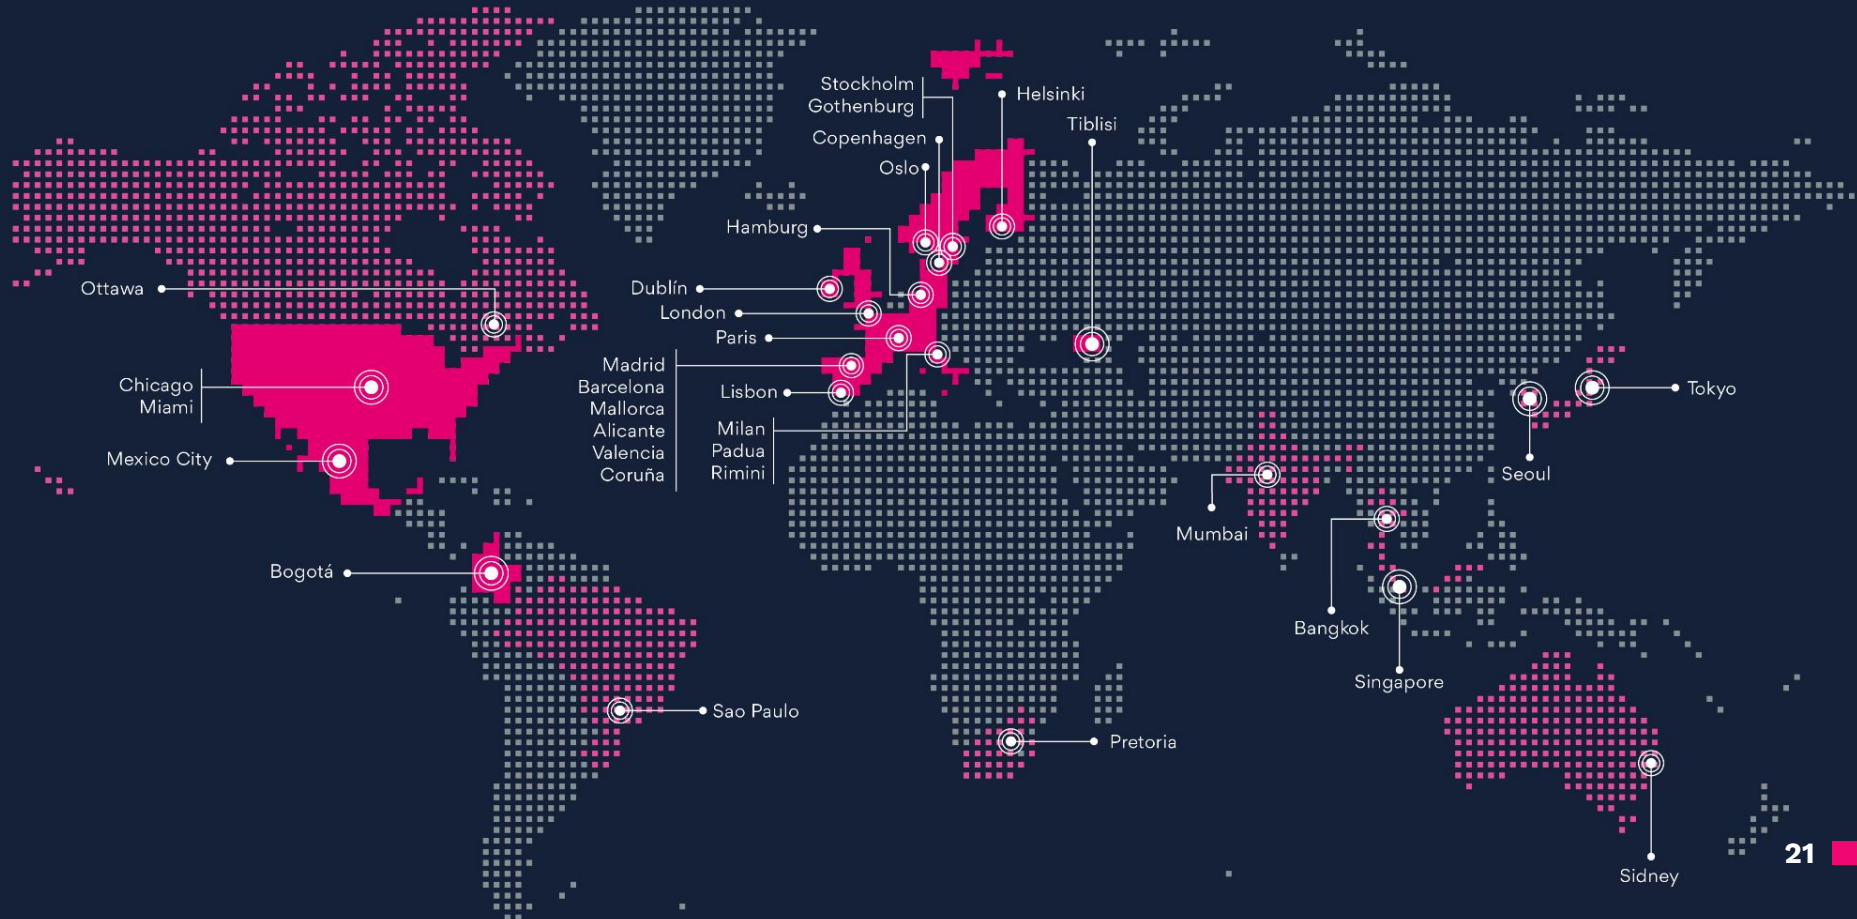 Stockholm
Gothenburg
Helsinki
Tiblisi
Copenhagen
Oslo
Hamburg
Ottawa
Dublín
London
Paris
Madrid
Barcelona
Mallorca
Alicante
Valencia
Coruña
Lisbon
Milan
Padua
Rimini
Chicago
Miami
Mexico City
Tokyo
Seoul
Mumbai
Bogotá
Bangkok
Singapore
Sao Paulo
Pretoria
21
Sidney